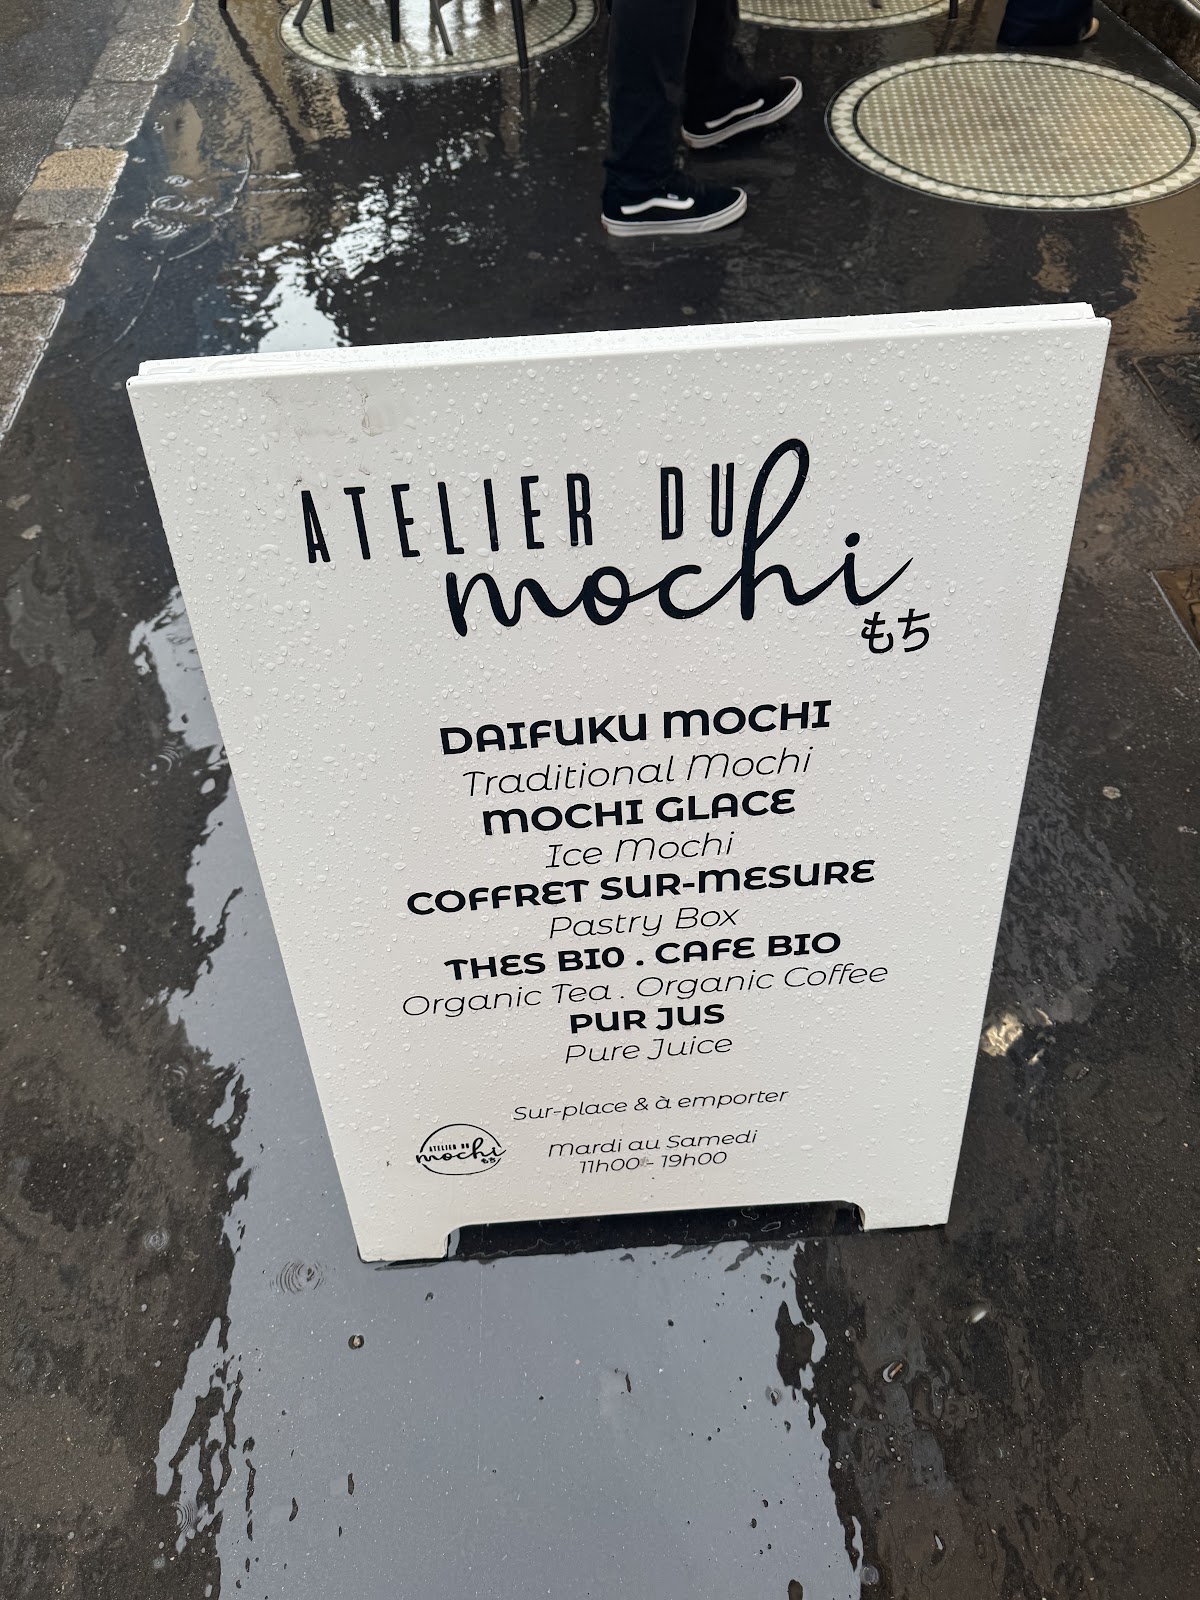 ATELIER DU
mochi
もち
DAIFUKU MOCHI
Traditional Mochi
MOCHI GLACE
Ice Mochi
COFFRET SUR-MESURE
Pastry Box
THES BIO . CAFE BIO
Organic Tea . Organic Coffee
PUR JUS
Pure Juice
Sur-place & à emporter
ATELIER DU
mochi
もち
Mardi au Samedi
11h00 - 19h00